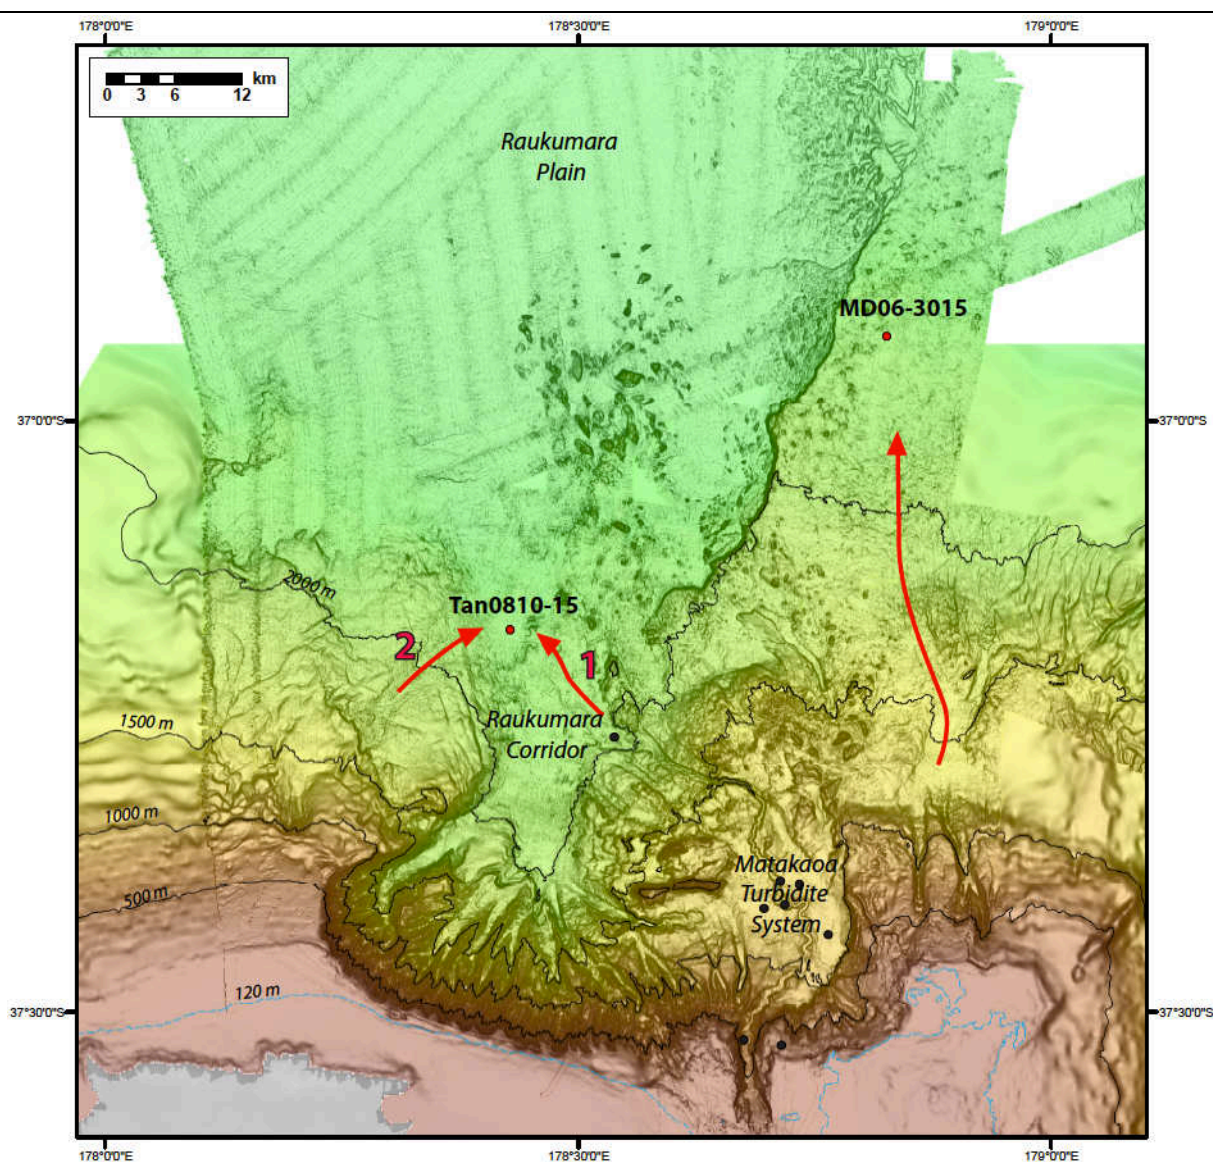 178°0'0"E
178°30'0"E
179°0'0"E
km
0 3 6 12
Raukumara
Plain
MD06-3015
37°0'0"S
37°0'0"S
2000 m
Tan0810-15
2
1
1500 m
Raukumara
Corridor
1000 m
500 m
Matakaoa
Turbidite
System
120 m
37°30'0"S
37°30'0"S
178°0'0"E
178°30'0"E
179°0'0"E